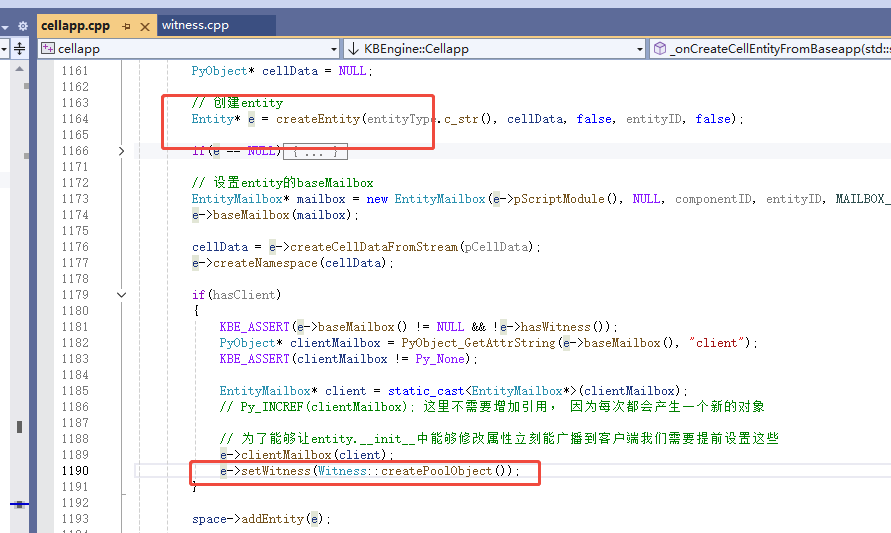 cellapp.cpp
witness.cpp
cellapp
KBEngine::Cellapp
_onCreateCellEntityFromBaseapp(std::s
1161 PyObject* cellData = NULL;
1162
1163 // 创建entity
1164 Entity* e = createEntity(entityType.c_str(), cellData, false, entityID, false);
1165
1166 if(e == NULL) { ... }
1171
1172 // 设置entity的baseMailbox
1173 EntityMailbox* mailbox = new EntityMailbox(e->pScriptModule(), NULL, componentID, entityID, MAILBOX_
1174 e->baseMailbox(mailbox);
1175
1176 cellData = e->createCellDataFromStream(pCellData);
1177 e->createNamespace(cellData);
1178
1179 if(hasClient)
1180 {
1181 KBE_ASSERT(e->baseMailbox() != NULL && !e->hasWitness());
1182 PyObject* clientMailbox = PyObject_GetAttrString(e->baseMailbox(), "client");
1183 KBE_ASSERT(clientMailbox != Py_None);
1184
1185 EntityMailbox* client = static_cast<EntityMailbox*>(clientMailbox);
1186 // Py_INCREF(clientMailbox); 这里不需要增加引用， 因为每次都会产生一个新的对象
1187
1188 // 为了能够让entity.__init__中能够修改属性立刻能广播到客户端我们需要提前设置这些
1189 e->clientMailbox(client);
1190 e->setWitness(Witness::createPoolObject());
1191 }
1192
1193 space->addEntity(e);